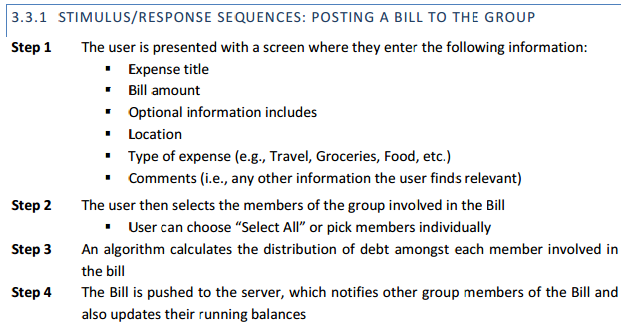 3.3.1 STIMULUS/RESPONSE SEQUENCES: POSTING A BILL TO THE GROUP
Step 1 The user is presented with a screen where they enter the following information:
▪ Expense title
▪ Bill amount
▪ Optional information includes
▪ Location
▪ Type of expense (e.g., Travel, Groceries, Food, etc.)
▪ Comments (i.e., any other information the user finds relevant)
Step 2 The user then selects the members of the group involved in the Bill
▪ User can choose “Select All” or pick members individually
Step 3 An algorithm calculates the distribution of debt amongst each member involved in
the bill
Step 4 The Bill is pushed to the server, which notifies other group members of the Bill and
also updates their running balances